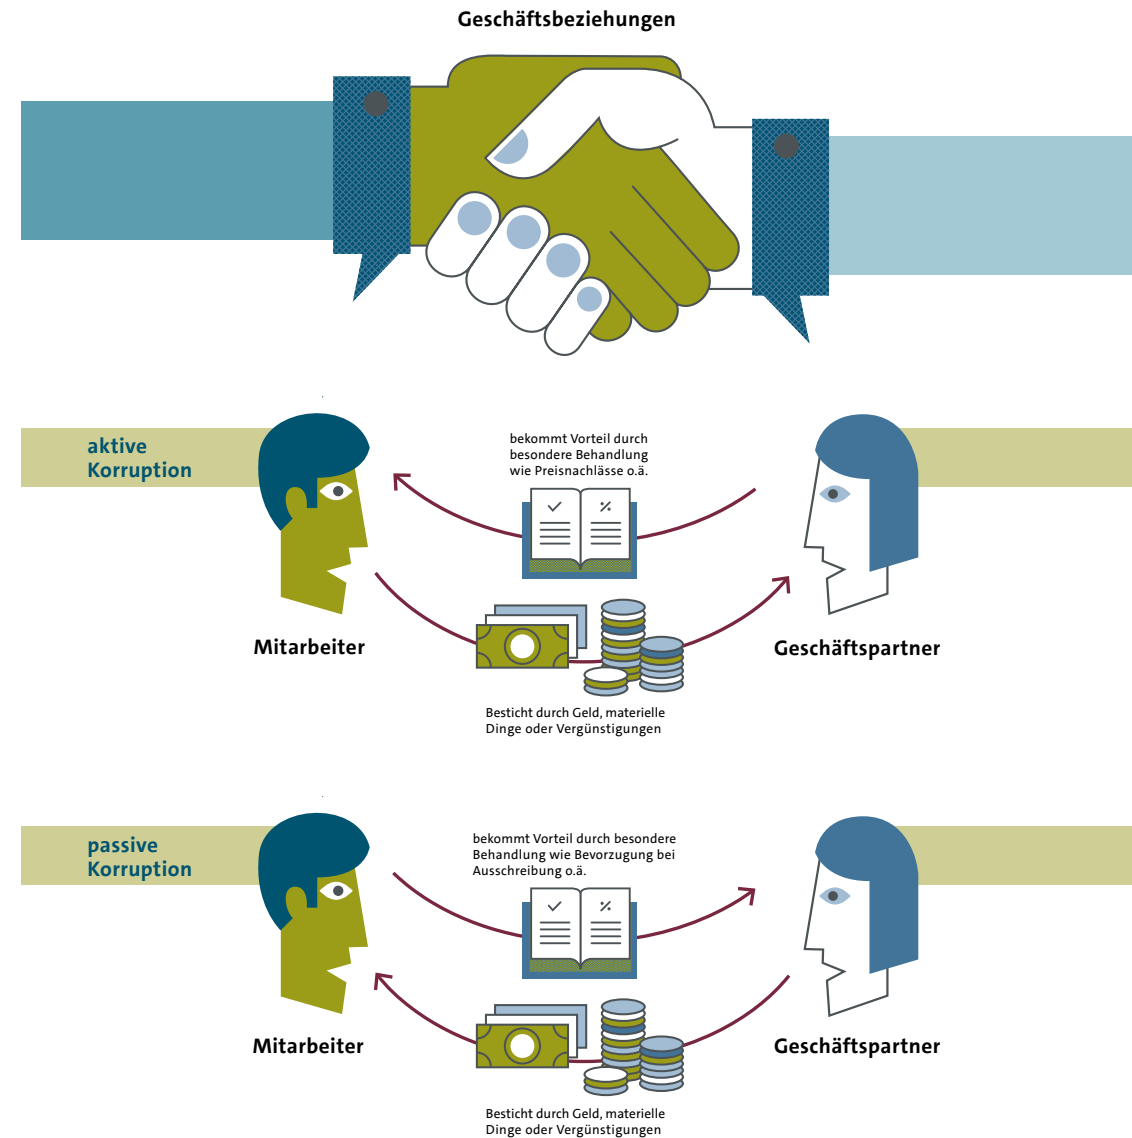 Geschäftsbeziehungen
aktive
Korruption
bekommt Vorteil durch
besondere Behandlung
wie Preisnachlässe o.ä.
Mitarbeiter
Geschäftspartner
Besticht durch Geld, materielle
Dinge oder Vergünstigungen
passive
Korruption
bekommt Vorteil durch besondere
Behandlung wie Bevorzugung bei
Ausschreibung o.ä.
Mitarbeiter
Geschäftspartner
Besticht durch Geld, materielle
Dinge oder Vergünstigungen